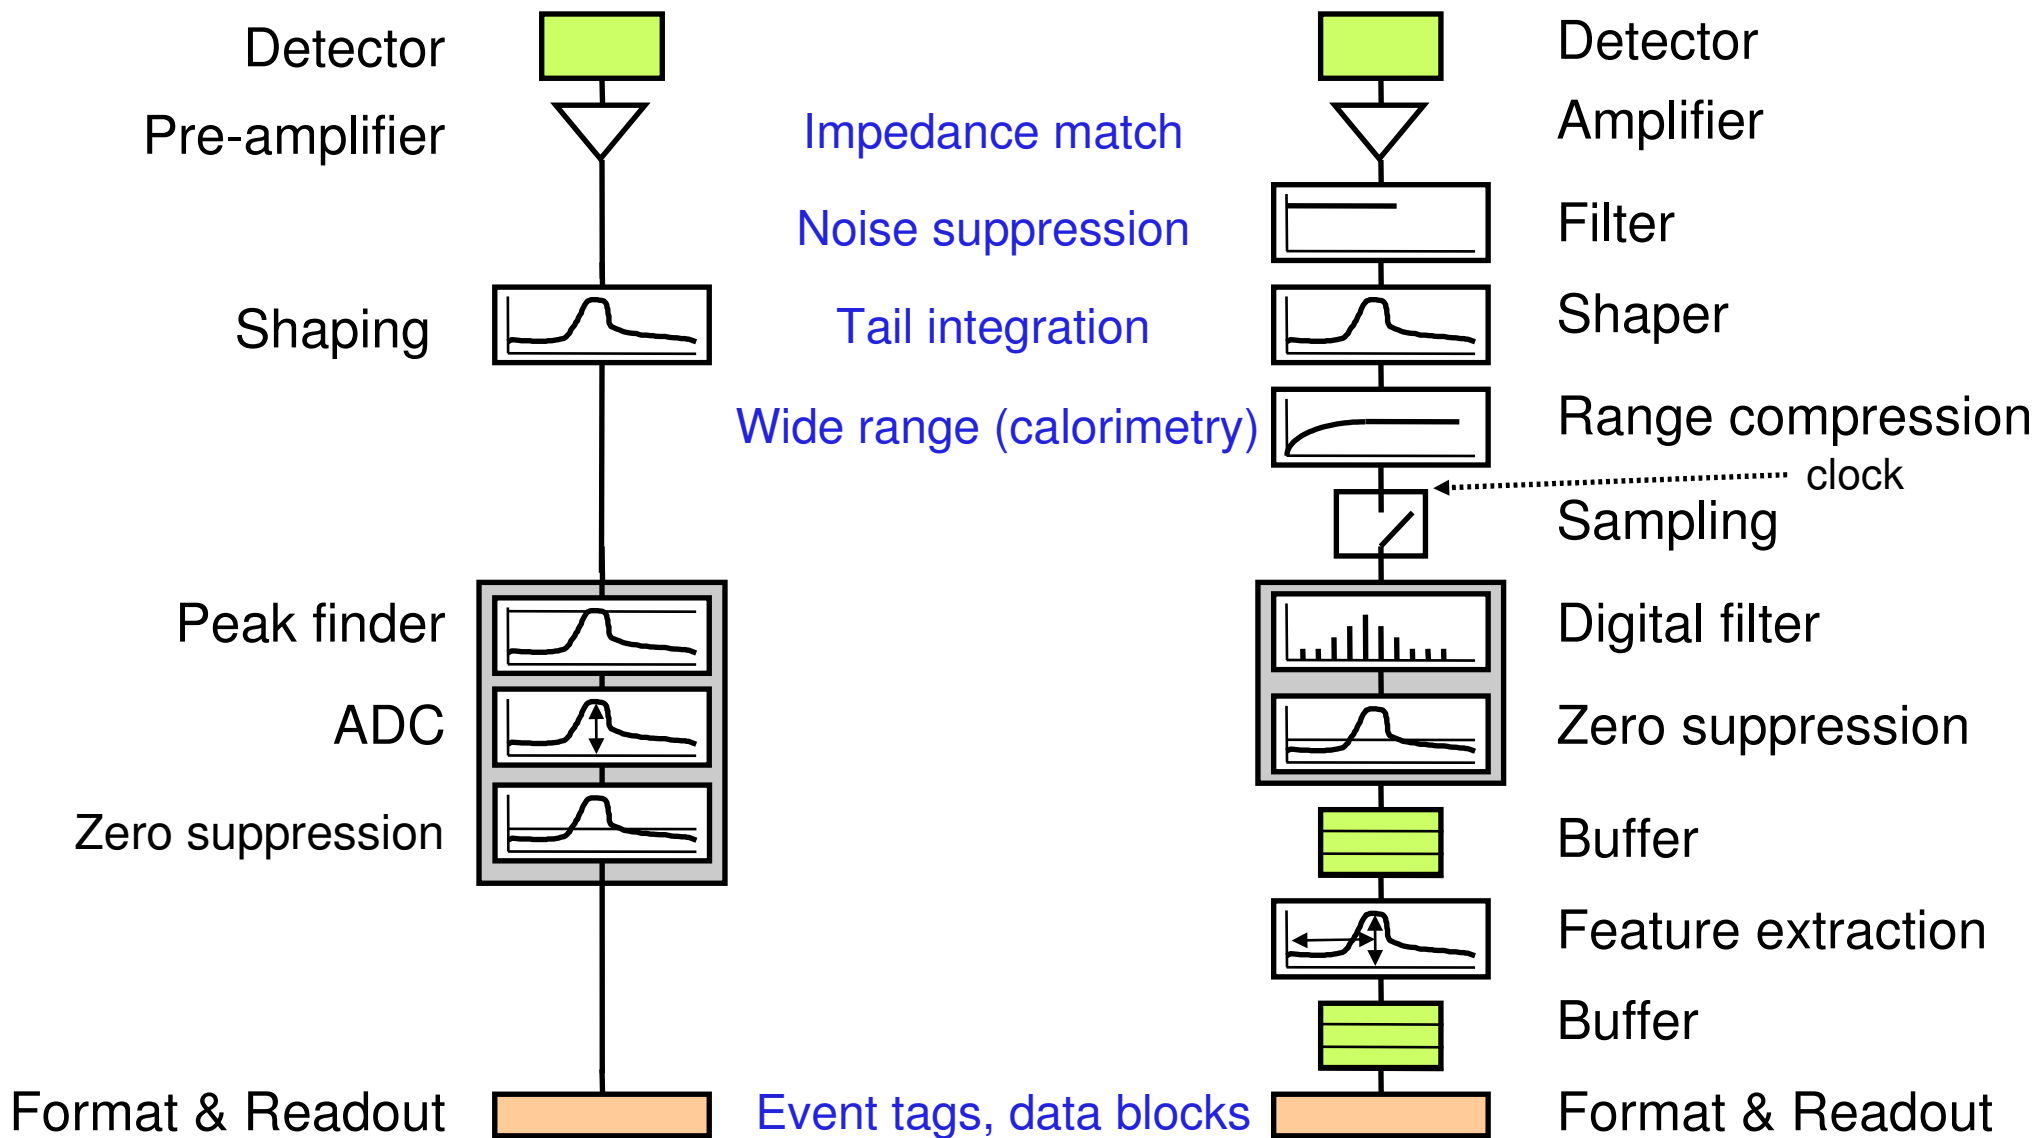 Detector
Pre-amplifier
Shaping
Peak finder
ADC
Zero suppression
Format & Readout
Impedance match
Noise suppression
Tail integration
Wide range (calorimetry)
Event tags, data blocks
Detector
Amplifier
Filter
Shaper
Range compression
clock
Sampling
Digital filter
Zero suppression
Buffer
Feature extraction
Buffer
Format & Readout